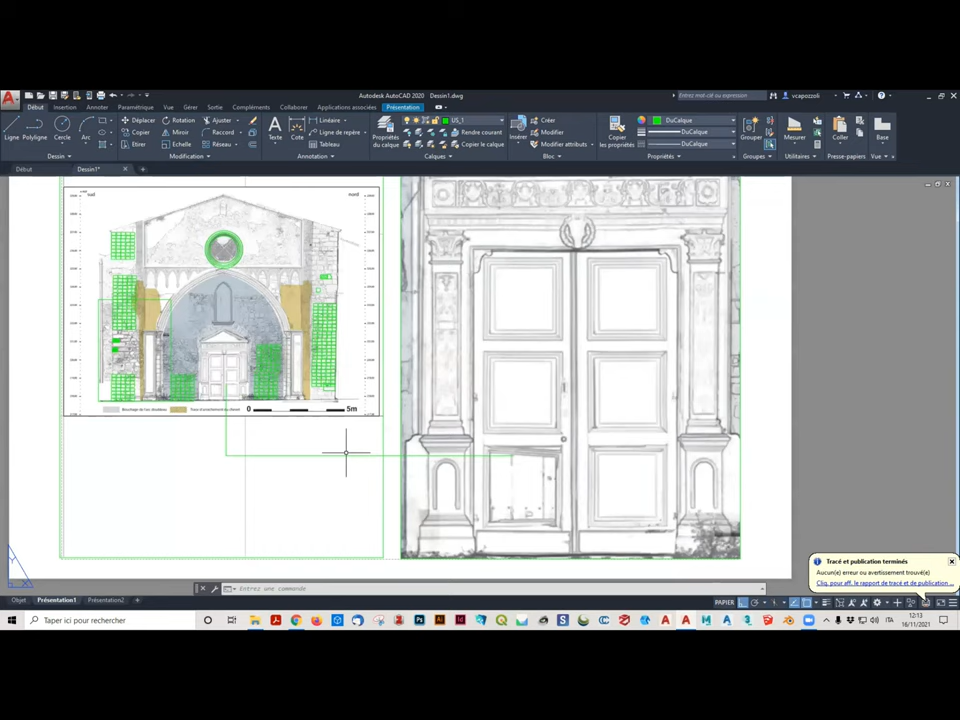 Autodesk AutoCAD 2020 Dessin1.dwg
Entrez mot-clé ou expression
vcapozzoli
Début Insertion Annoter Paramétrique Vue Gérer Sortie Compléments Collaborer Applications associées Présentation
Ligne Polyligne Cercle Arc
Déplacer Rotation Ajuster
Copier Miroir Raccord
Etirer Echelle Réseau
Texte Cote
Linéaire
Ligne de repère
Tableau
Propriétés du calque
US_1
Rendre courant
Copier le calque
Insérer
Créer
Modifier
Modifier attributs
Copier les propriétés
DuCalque
DuCalque
DuCalque
Grouper
Mesurer
Coller
Base
Dessin Modification Annotation Calques Bloc Propriétés Groupes Utilitaires Presse-papiers Vue
Début Dessin1*
sud nord
0 5m
Entrez une commande
Tracé et publication terminés
Aucun(e) erreur ou avertissement trouvé(e)
Cliq. pour aff. le rapport de tracé et de publication ...
Objet Présentation1 Présentation2
PAPIER
Taper ici pour rechercher
ITA
12:13
16/11/2021